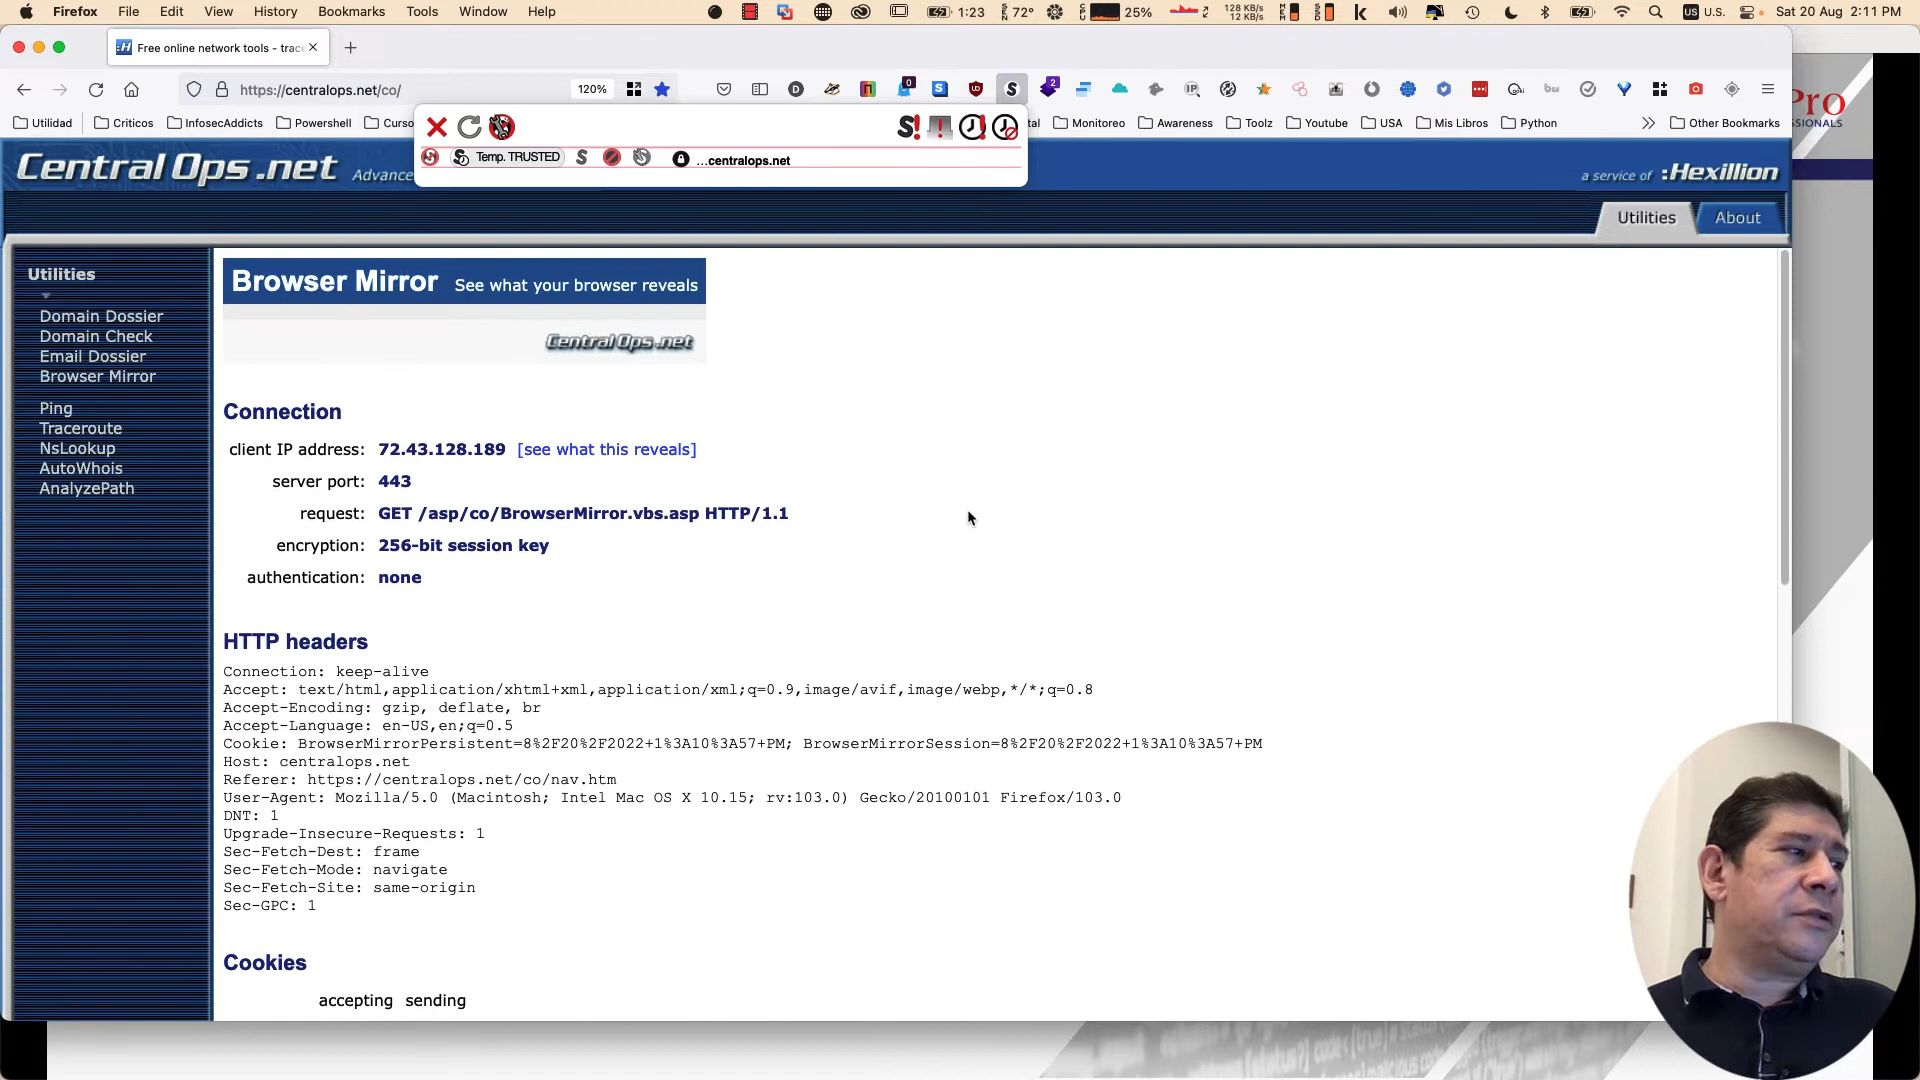 Firefox File Edit View History Bookmarks Tools Window Help 1:23 72° 25% 128 KB/s 12 KB/s U.S. Sat 20 Aug 2:11 PM
Free online network tools - trac
https://centralops.net/co/ 120% 0 2
Utilidad Criticos InfosecAddicts Powershell Curso Monitoreo Awareness Toolz Youtube USA Mis Libros Python Other Bookmarks
Pro
SSIONALS
Temp. TRUSTED ...centralops.net
CentralOps.net Advance
a service of :Hexillion
Utilities About
Utilities
Domain Dossier
Domain Check
Email Dossier
Browser Mirror
Ping
Traceroute
NsLookup
AutoWhois
AnalyzePath
Browser Mirror See what your browser reveals
CentralOps.net
Connection
client IP address: 72.43.128.189 [see what this reveals]
server port: 443
request: GET /asp/co/BrowserMirror.vbs.asp HTTP/1.1
encryption: 256-bit session key
authentication: none
HTTP headers
Connection: keep-alive
Accept: text/html,application/xhtml+xml,application/xml;q=0.9,image/avif,image/webp,*/*;q=0.8
Accept-Encoding: gzip, deflate, br
Accept-Language: en-US,en;q=0.5
Cookie: BrowserMirrorPersistent=8%2F20%2F2022+1%3A10%3A57+PM; BrowserMirrorSession=8%2F20%2F2022+1%3A10%3A57+PM
Host: centralops.net
Referer: https://centralops.net/co/nav.htm
User-Agent: Mozilla/5.0 (Macintosh; Intel Mac OS X 10.15; rv:103.0) Gecko/20100101 Firefox/103.0
DNT: 1
Upgrade-Insecure-Requests: 1
Sec-Fetch-Dest: frame
Sec-Fetch-Mode: navigate
Sec-Fetch-Site: same-origin
Sec-GPC: 1
Cookies
accepting sending